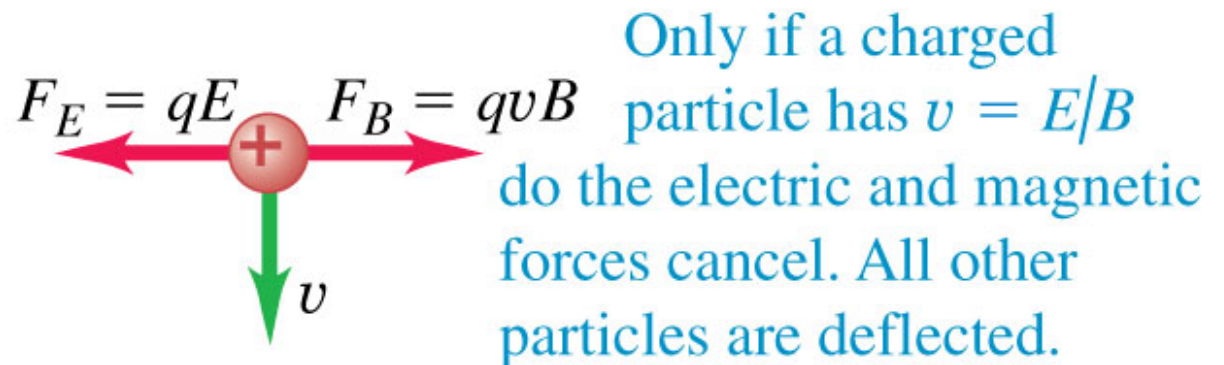 Only if a charged
F_E = qE F_B = qvB particle has v = E/B
+
do the electric and magnetic
forces cancel. All other
v
particles are deflected.